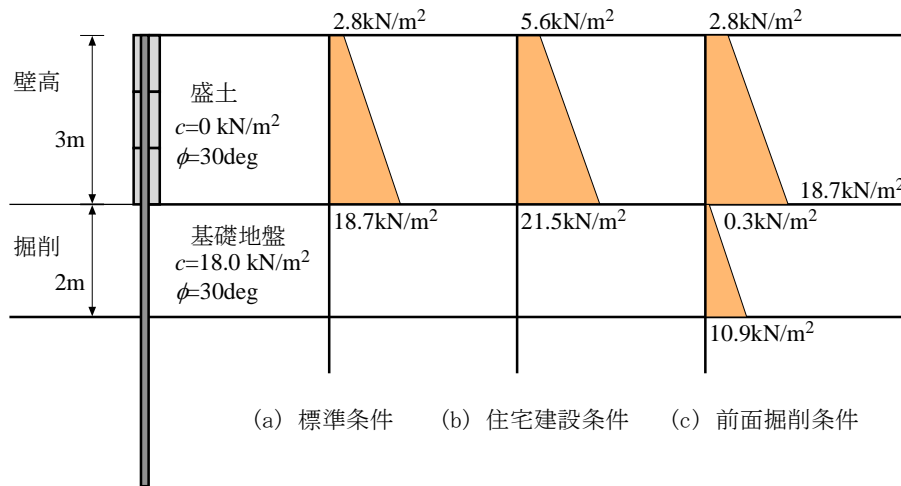 2.8kN/m²
5.6kN/m²
2.8kN/m²
壁高
3m
盛土
c=0 kN/m²
ϕ=30deg
18.7kN/m²
18.7kN/m²
21.5kN/m²
0.3kN/m²
掘削
2m
基礎地盤
c=18.0 kN/m²
ϕ=30deg
10.9kN/m²
(a) 標準条件
(b) 住宅建設条件
(c) 前面掘削条件